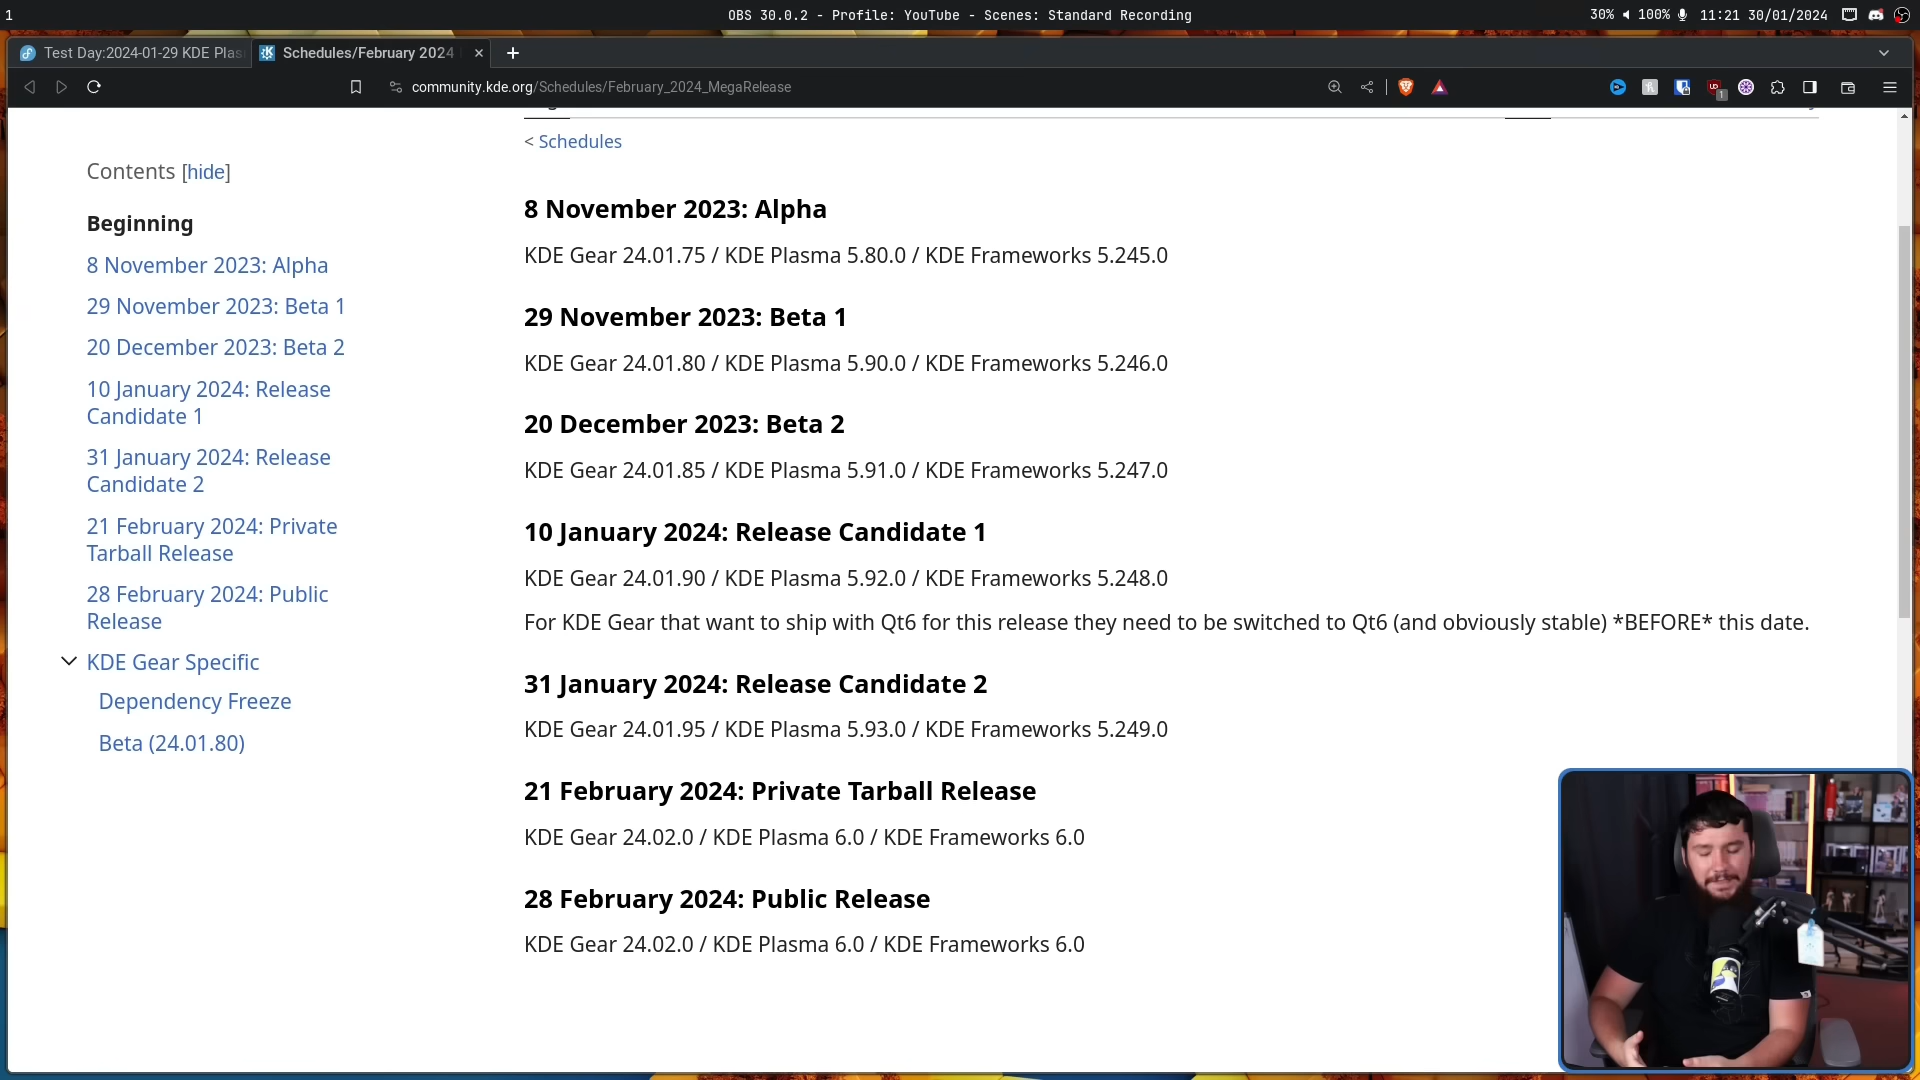 1
OBS 30.0.2 - Profile: YouTube - Scenes: Standard Recording
30% 100% 11:21 30/01/2024
Test Day:2024-01-29 KDE Plas
Schedules/February 2024
community.kde.org/Schedules/February_2024_MegaRelease
1
< Schedules
Contents [hide]
Beginning
8 November 2023: Alpha
29 November 2023: Beta 1
20 December 2023: Beta 2
10 January 2024: Release
Candidate 1
31 January 2024: Release
Candidate 2
21 February 2024: Private
Tarball Release
28 February 2024: Public
Release
KDE Gear Specific
Dependency Freeze
Beta (24.01.80)
8 November 2023: Alpha
KDE Gear 24.01.75 / KDE Plasma 5.80.0 / KDE Frameworks 5.245.0
29 November 2023: Beta 1
KDE Gear 24.01.80 / KDE Plasma 5.90.0 / KDE Frameworks 5.246.0
20 December 2023: Beta 2
KDE Gear 24.01.85 / KDE Plasma 5.91.0 / KDE Frameworks 5.247.0
10 January 2024: Release Candidate 1
KDE Gear 24.01.90 / KDE Plasma 5.92.0 / KDE Frameworks 5.248.0
For KDE Gear that want to ship with Qt6 for this release they need to be switched to Qt6 (and obviously stable) *BEFORE* this date.
31 January 2024: Release Candidate 2
KDE Gear 24.01.95 / KDE Plasma 5.93.0 / KDE Frameworks 5.249.0
21 February 2024: Private Tarball Release
KDE Gear 24.02.0 / KDE Plasma 6.0 / KDE Frameworks 6.0
28 February 2024: Public Release
KDE Gear 24.02.0 / KDE Plasma 6.0 / KDE Frameworks 6.0